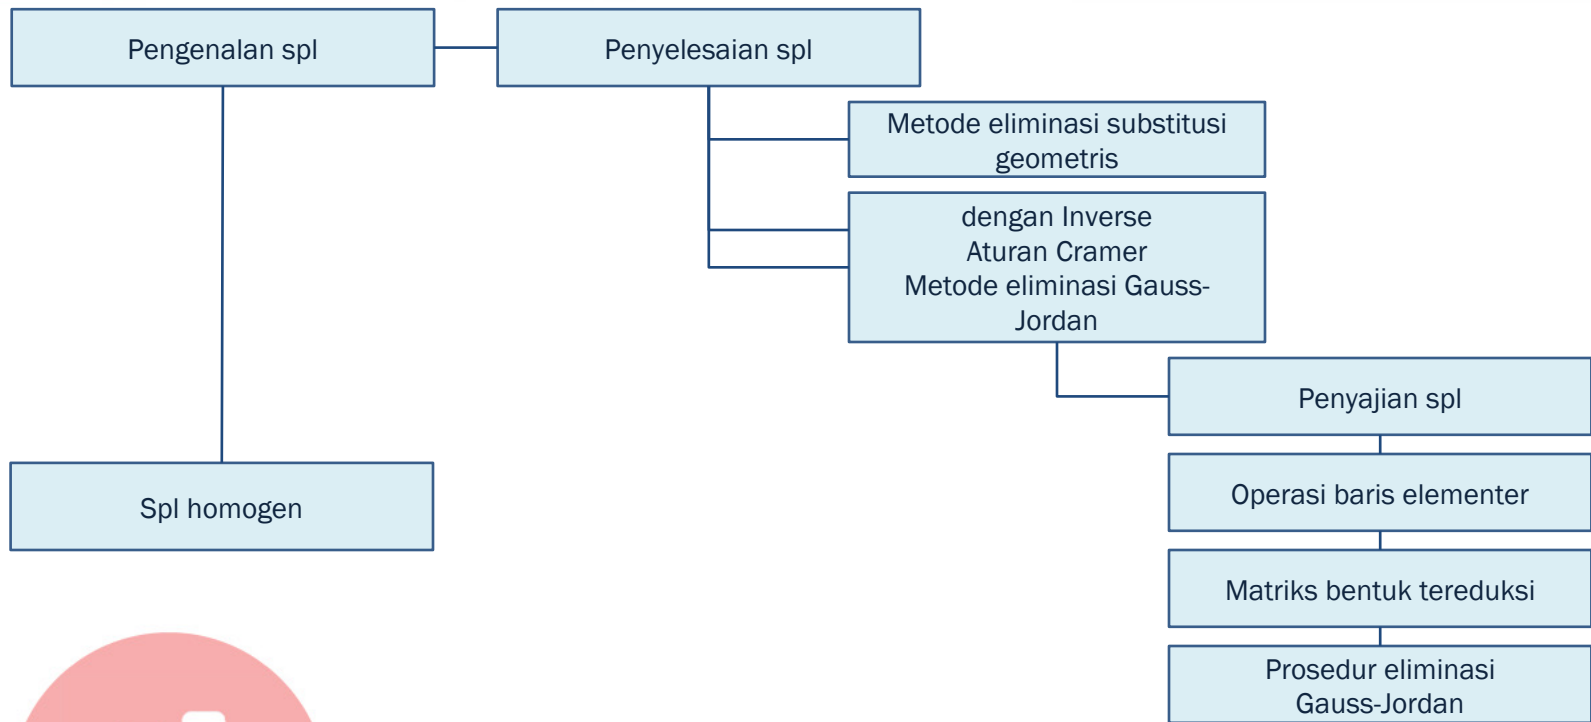 Pengenalan spl
Penyelesaian spl
Metode eliminasi substitusi
geometris
dengan Inverse
Aturan Cramer
Metode eliminasi Gauss-
Jordan
Penyajian spl
Spl homogen
Operasi baris elementer
Matriks bentuk tereduksi
Prosedur eliminasi
Gauss-Jordan